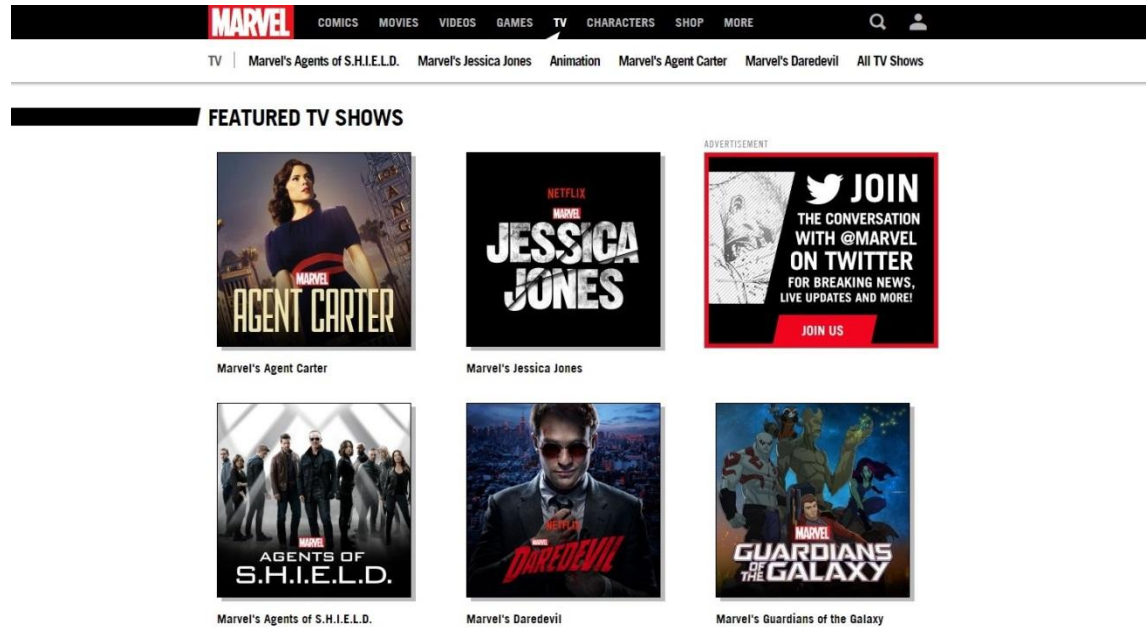 MARVEL
COMICS MOVIES VIDEOS GAMES TV CHARACTERS SHOP MORE
TV Marvel's Agents of S.H.I.E.L.D. Marvel's Jessica Jones Animation Marvel's Agent Carter Marvel's Daredevil All TV Shows
FEATURED TV SHOWS
MARVEL
AGENT CARTER
Marvel's Agent Carter
NETFLIX
MARVEL
JESSICA
JONES
Marvel's Jessica Jones
ADVERTISEMENT
JOIN
THE CONVERSATION
WITH @MARVEL
ON TWITTER
FOR BREAKING NEWS,
LIVE UPDATES AND MORE!
JOIN US
MARVEL
AGENTS OF
S.H.I.E.L.D.
Marvel's Agents of S.H.I.E.L.D.
NETFLIX
MARVEL
DAREDEVIL
Marvel's Daredevil
MARVEL
GUARDIANS
OF THE GALAXY
Marvel's Guardians of the Galaxy